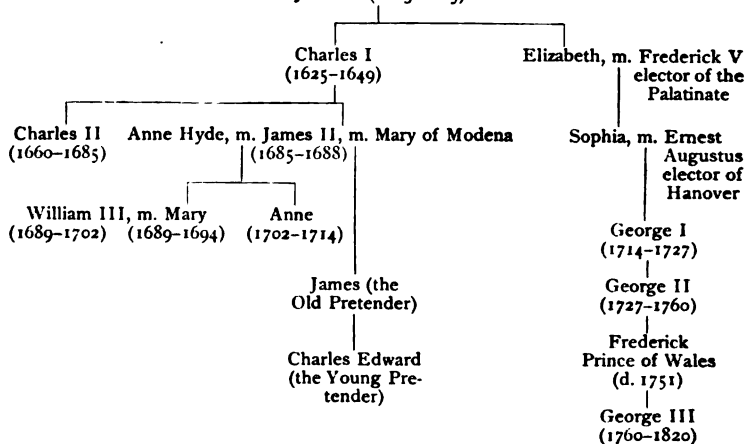 Charles I
(1625–1649)
Elizabeth, m. Frederick V
elector of the
Palatinate
Charles II
(1660–1685)
Anne Hyde, m. James II, m. Mary of Modena
(1685–1688)
Sophia, m. Ernest
Augustus
elector of
Hanover
William III, m. Mary
(1689–1702) (1689–1694)
Anne
(1702–1714)
George I
(1714–1727)
James (the
Old Pretender)
George II
(1727–1760)
Charles Edward
(the Young Pre-
tender)
Frederick
Prince of Wales
(d. 1751)
George III
(1760–1820)